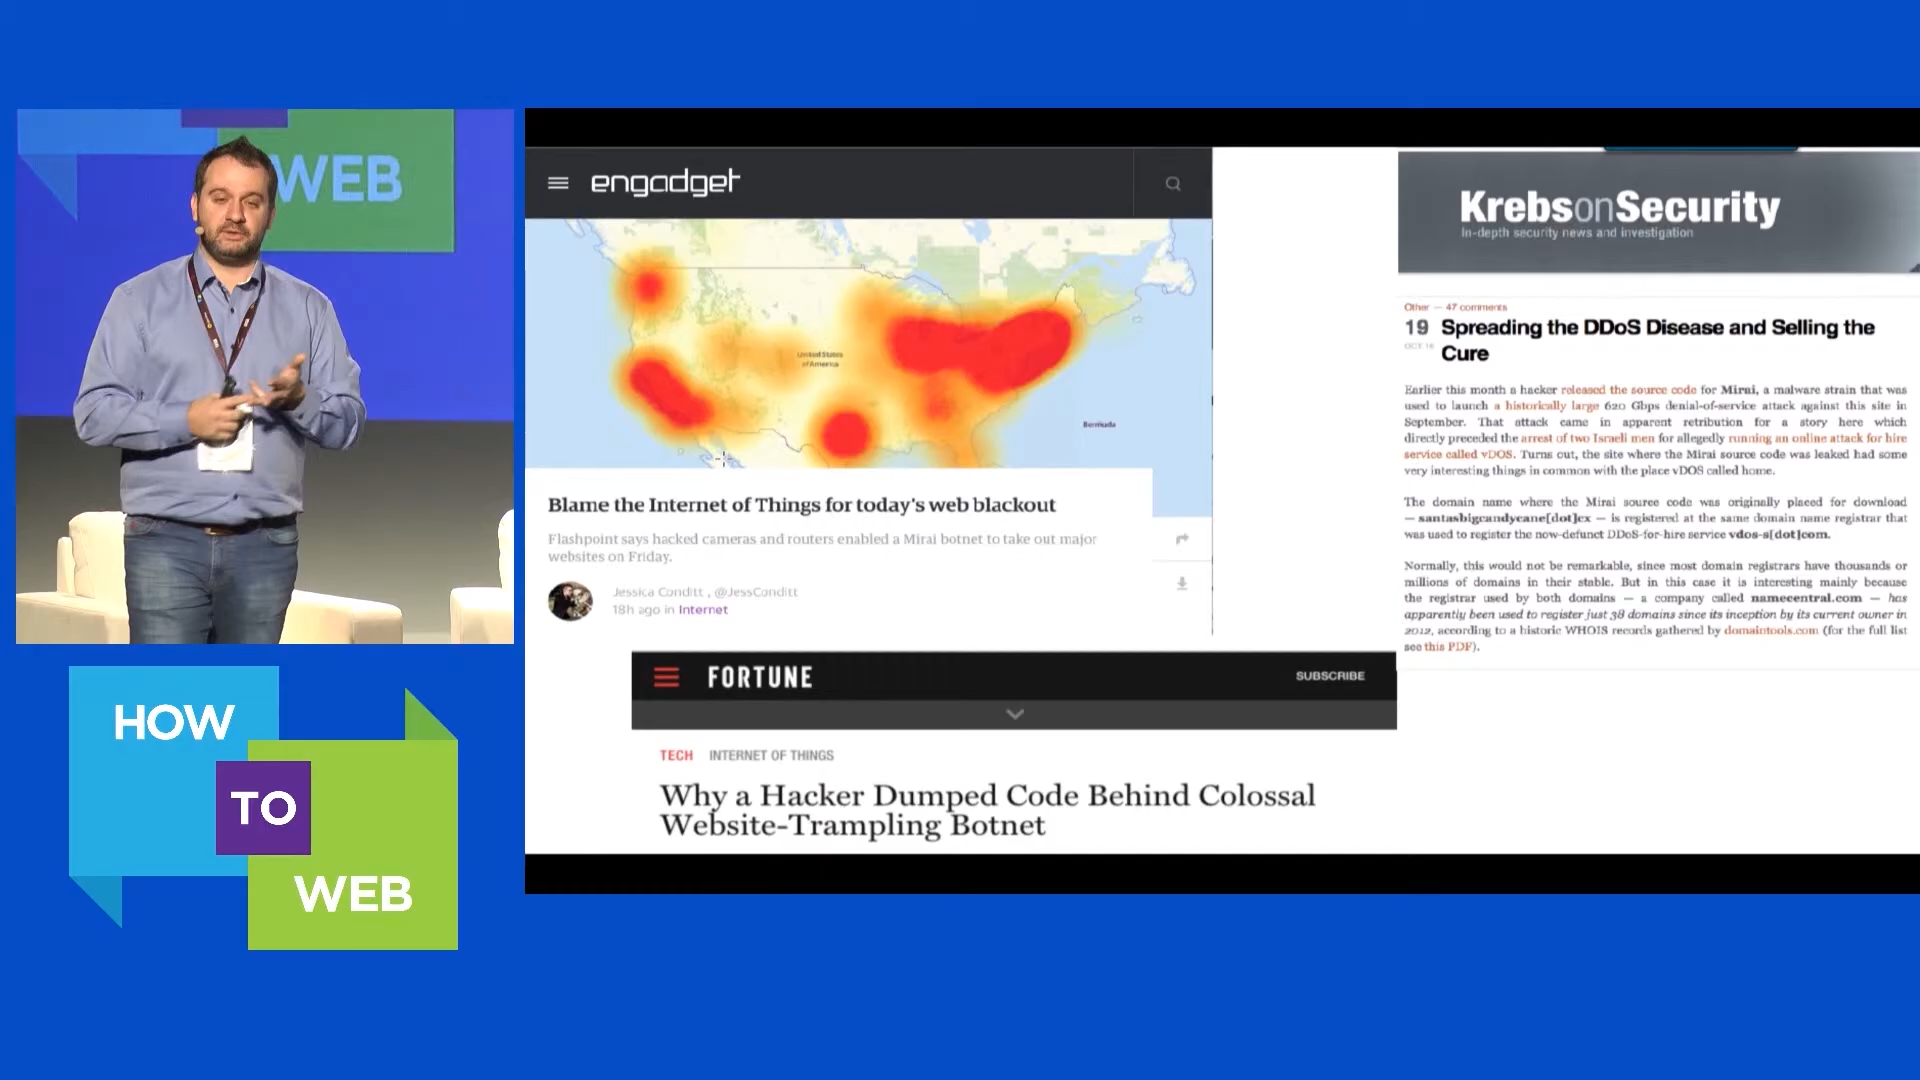 WEB
HOW
TO
WEB
engadget
United States
of America
Bermuda
Blame the Internet of Things for today's web blackout
Flashpoint says hacked cameras and routers enabled a Mirai botnet to take out major
websites on Friday.
Jessica Conditt , @JessConditt
18h ago in Internet
FORTUNE
SUBSCRIBE
TECH INTERNET OF THINGS
Why a Hacker Dumped Code Behind Colossal
Website-Trampling Botnet
KrebsonSecurity
In-depth security news and investigation
Other — 47 comments
19 Spreading the DDoS Disease and Selling the
OCT 16
Cure
Earlier this month a hacker released the source code for Mirai, a malware strain that was
used to launch a historically large 620 Gbps denial-of-service attack against this site in
September. That attack came in apparent retribution for a story here which
directly preceded the arrest of two Israeli men for allegedly running an online attack for hire
service called vDOS. Turns out, the site where the Mirai source code was leaked had some
very interesting things in common with the place vDOS called home.
The domain name where the Mirai source code was originally placed for download
— santasbigcandycane[dot]cx — is registered at the same domain name registrar that
was used to register the now-defunct DDoS-for-hire service vdos-s[dot]com.
Normally, this would not be remarkable, since most domain registrars have thousands or
millions of domains in their stable. But in this case it is interesting mainly because
the registrar used by both domains — a company called namecentral.com — has
apparently been used to register just 38 domains since its inception by its current owner in
2012, according to a historic WHOIS records gathered by domaintools.com (for the full list
see this PDF).